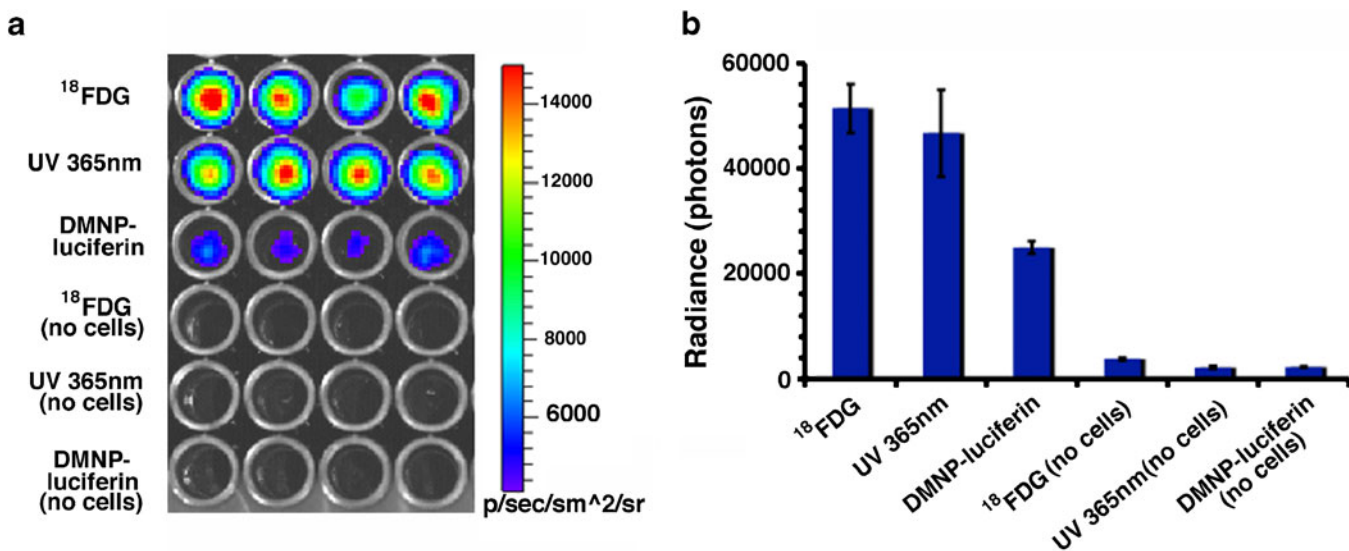 a
18FDG
UV 365nm
DMNP-
luciferin
18FDG
(no cells)
UV 365nm
(no cells)
DMNP-
luciferin
(no cells)
14000
12000
10000
8000
6000
p/sec/sm^2/sr
b
Radiance (photons)
60000
40000
20000
0
18FDG
UV 365nm
DMNP-luciferin
18FDG (no cells)
UV 365nm(no cells)
DMNP-luciferin
(no cells)